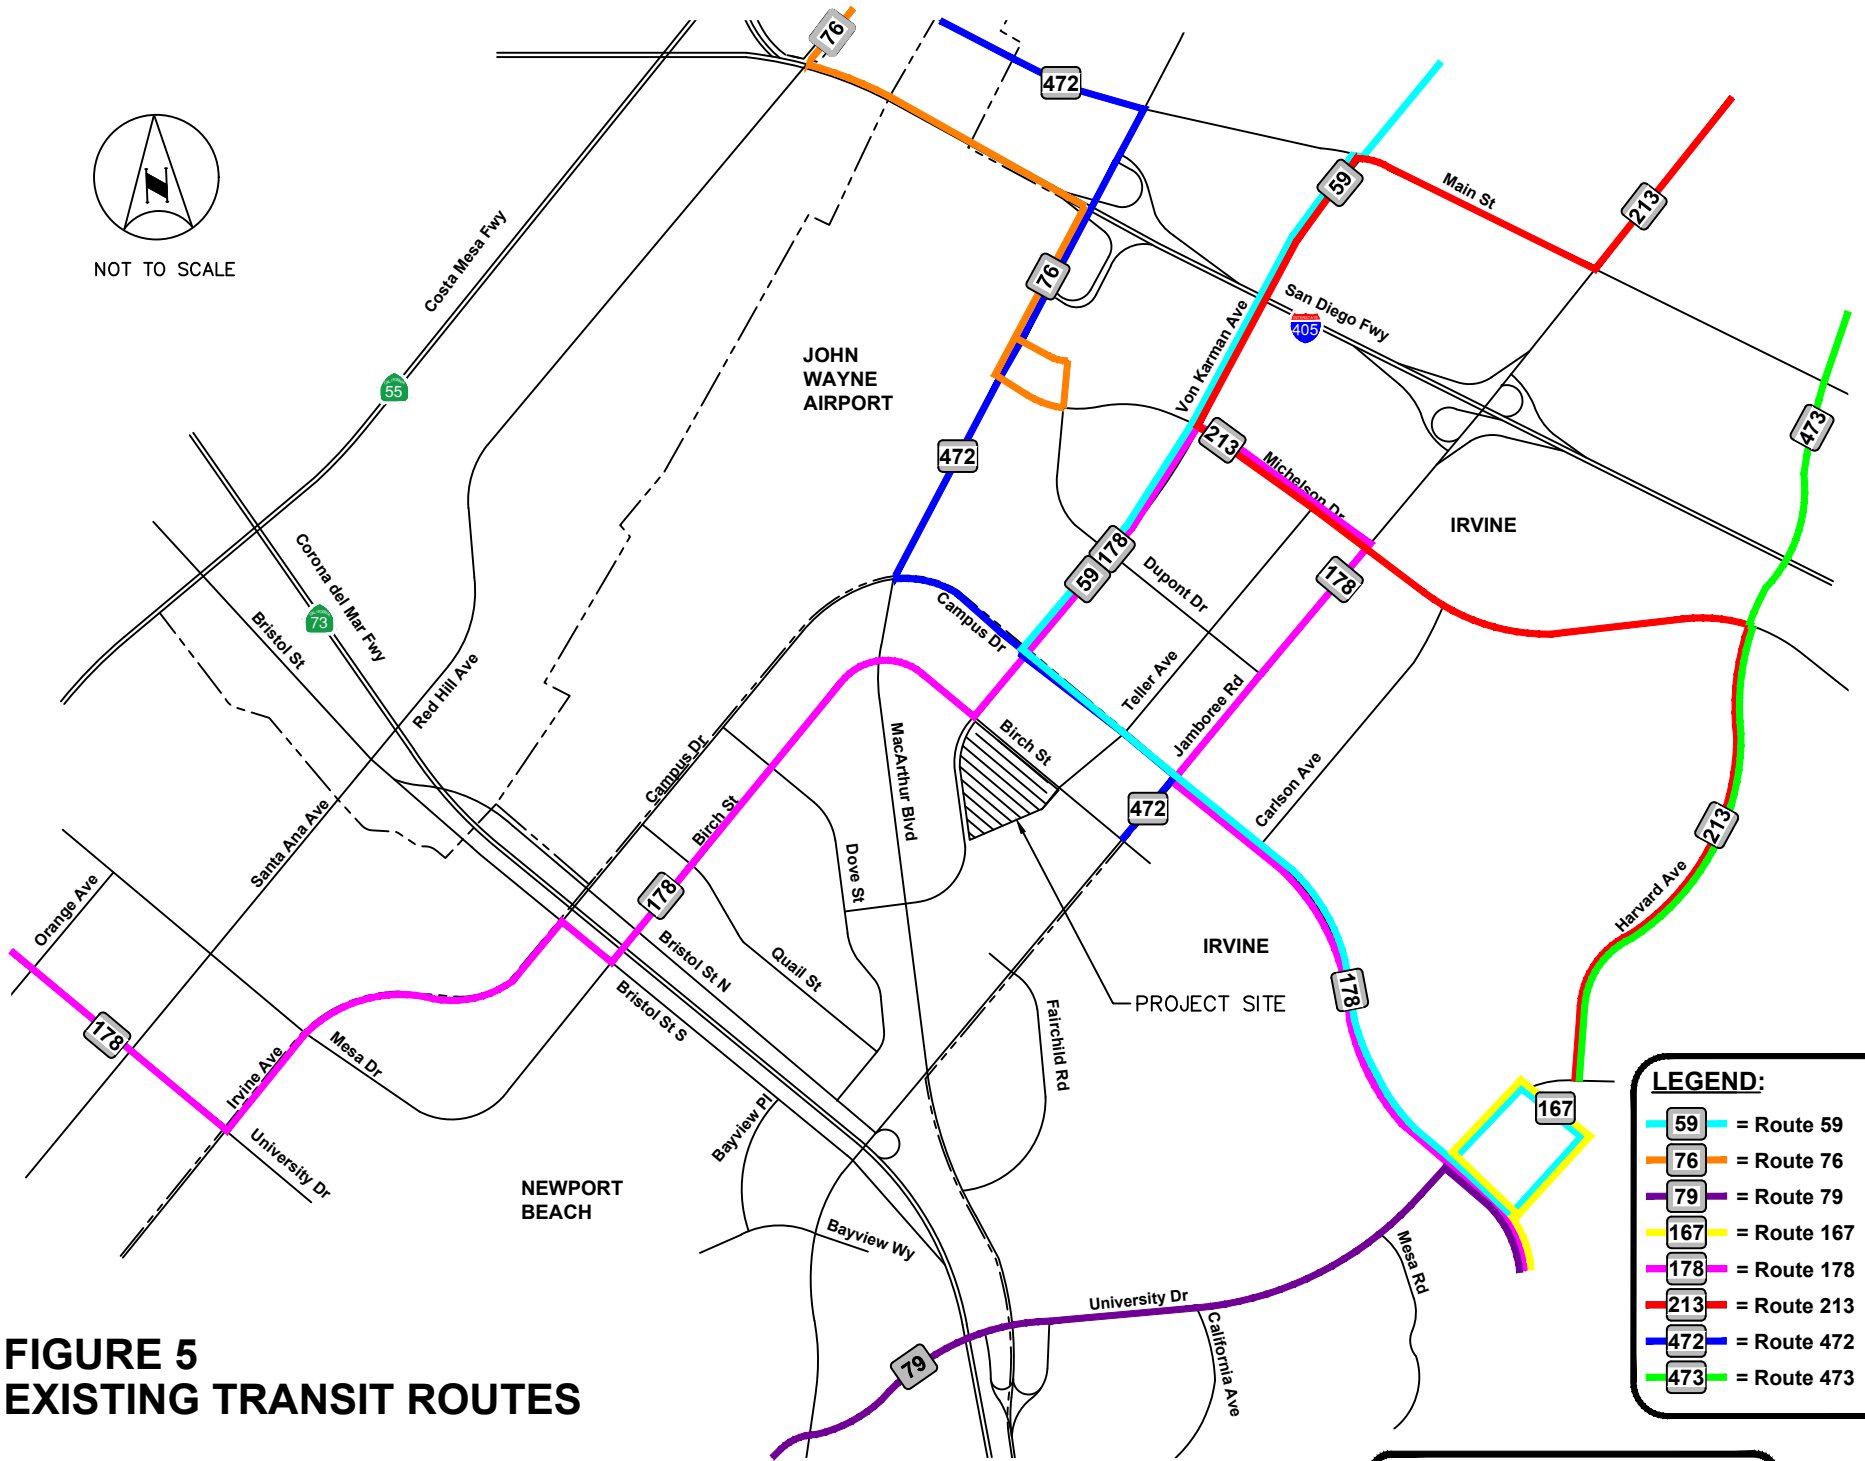 76
472
59
Main St
213
N
NOT TO SCALE
Costa Mesa Fwy
76
San Diego Fwy
405
Von Karman Ave
JOHN
WAYNE
AIRPORT
55
473
472
213
Michelson Dr
IRVINE
Corona del Mar Fwy
73
Bristol St
178
59
Dupont Dr
178
Campus Dr
Red Hill Ave
Teller Ave
Jamboree Rd
MacArthur Blvd
Birch St
Campus Dr
Birch St
472
Carlson Ave
213
Santa Ana Ave
Dove St
Orange Ave
178
Harvard Ave
Bristol St N
Quail St
IRVINE
178
Bristol St S
PROJECT SITE
Fairchild Rd
178
Mesa Dr
Irvine Ave
University Dr
Bayview Pl
167
NEWPORT
BEACH
Bayview Wy
Mesa Rd
University Dr
California Ave
79
LEGEND:
59 = Route 59
76 = Route 76
79 = Route 79
167 = Route 167
178 = Route 178
213 = Route 213
472 = Route 472
473 = Route 473
FIGURE 5
EXISTING TRANSIT ROUTES